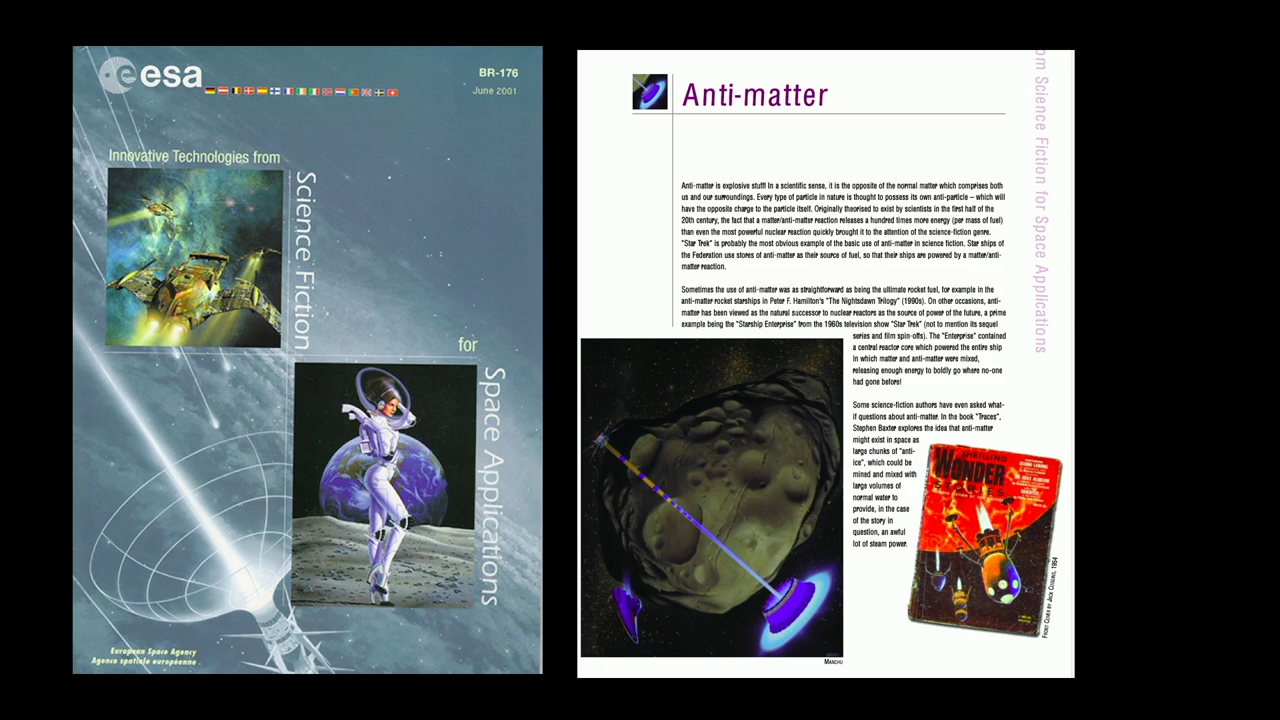 esa
BR-176
June 2001
Innovative Technologies from
Science Fiction
for
Space Applications
European Space Agency
Agence spatiale européenne
Anti-matter
Anti-matter is explosive stuff! In a scientific sense, it is the opposite of the normal matter which comprises both
us and our surroundings. Every type of particle in nature is thought to possess its own anti-particle – which will
have the opposite charge to the particle itself. Originally theorised to exist by scientists in the first half of the
20th century, the fact that a matter/anti-matter reaction releases a hundred times more energy (per mass of fuel)
than even the most powerful nuclear reaction quickly brought it to the attention of the science-fiction genre.
"Star Trek" is probably the most obvious example of the basic use of anti-matter in science fiction. Star ships of
the Federation use stores of anti-matter as their source of fuel, so that their ships are powered by a matter/anti-
matter reaction.
Sometimes the use of anti-matter was as straightforward as being the ultimate rocket fuel, for example in the
anti-matter rocket starships in Peter F. Hamilton's "The Nightsdawn Trilogy" (1990s). On other occasions, anti-
matter has been viewed as the natural successor to nuclear reactors as the source of power of the future, a prime
example being the "Starship Enterprise" from the 1960s television show "Star Trek" (not to mention its sequel
series and film spin-offs). The "Enterprise" contained
a central reactor core which powered the entire ship
in which matter and anti-matter were mixed,
releasing enough energy to boldly go where no-one
had gone before!
Some science-fiction authors have even asked what-
if questions about anti-matter. In the book "Traces",
Stephen Baxter explores the idea that anti-matter
might exist in space as
large chunks of "anti-
ice", which could be
mined and mixed with
large volumes of
normal water to
provide, in the case
of the story in
question, an awful
lot of steam power.
Manchu
THRILLING
WONDER
STORIES
Front Cover by Jack Coggins, 1954
om Science Fiction for Space Applications